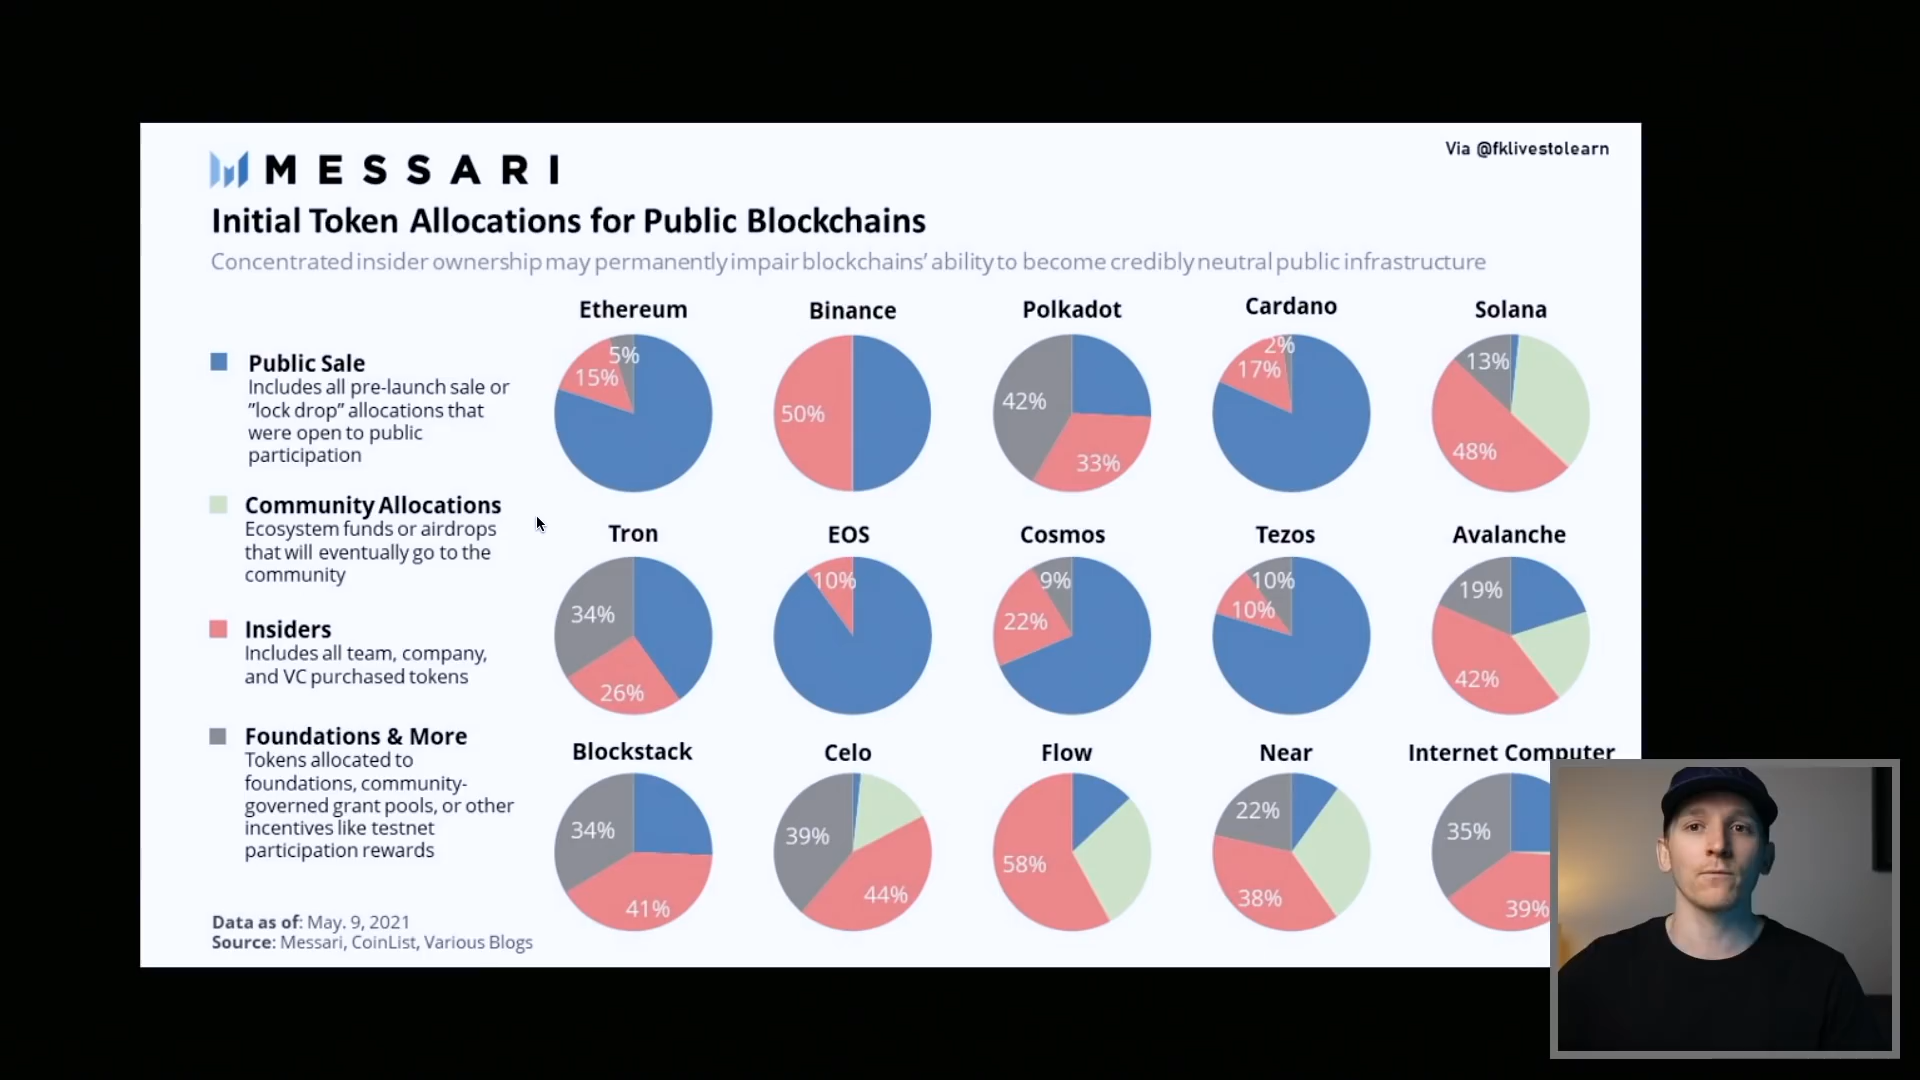 Via @fklivestolearn
MESSARI
Initial Token Allocations for Public Blockchains
Concentrated insider ownership may permanently impair blockchains’ ability to become credibly neutral public infrastructure
Public Sale
Includes all pre-launch sale or
”lock drop” allocations that
were open to public
participation
Community Allocations
Ecosystem funds or airdrops
that will eventually go to the
community
Insiders
Includes all team, company,
and VC purchased tokens
Foundations & More
Tokens allocated to
foundations, community-
governed grant pools, or other
incentives like testnet
participation rewards
Data as of: May. 9, 2021
Source: Messari, CoinList, Various Blogs
Ethereum
5%
15%
Binance
50%
Polkadot
42%
33%
Cardano
2%
17%
Solana
13%
48%
Tron
34%
26%
EOS
10%
Cosmos
9%
22%
Tezos
10%
10%
Avalanche
19%
42%
Blockstack
34%
41%
Celo
39%
44%
Flow
58%
Near
22%
38%
Internet Computer
35%
39%